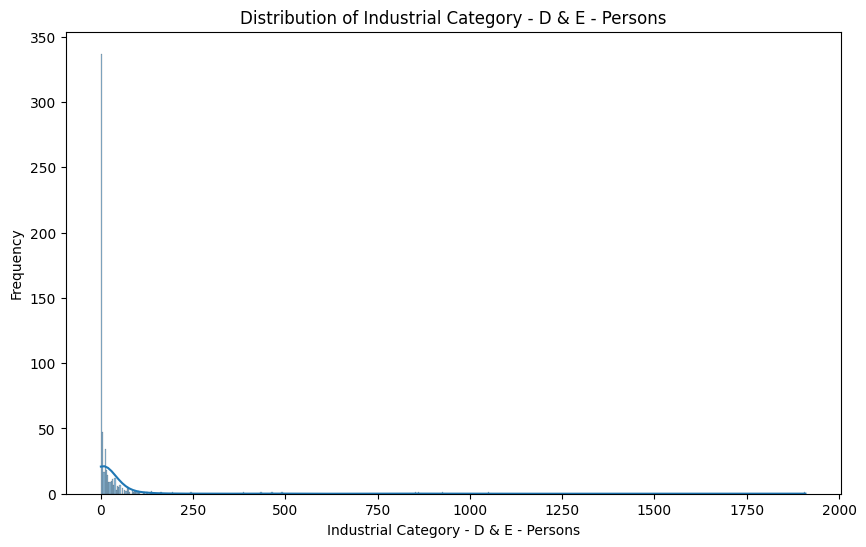 Distribution of Industrial Category - D & E - Persons
350
300
250
200
150
100
50
0
Frequency
0 250 500 750 1000 1250 1500 1750 2000
Industrial Category - D & E - Persons